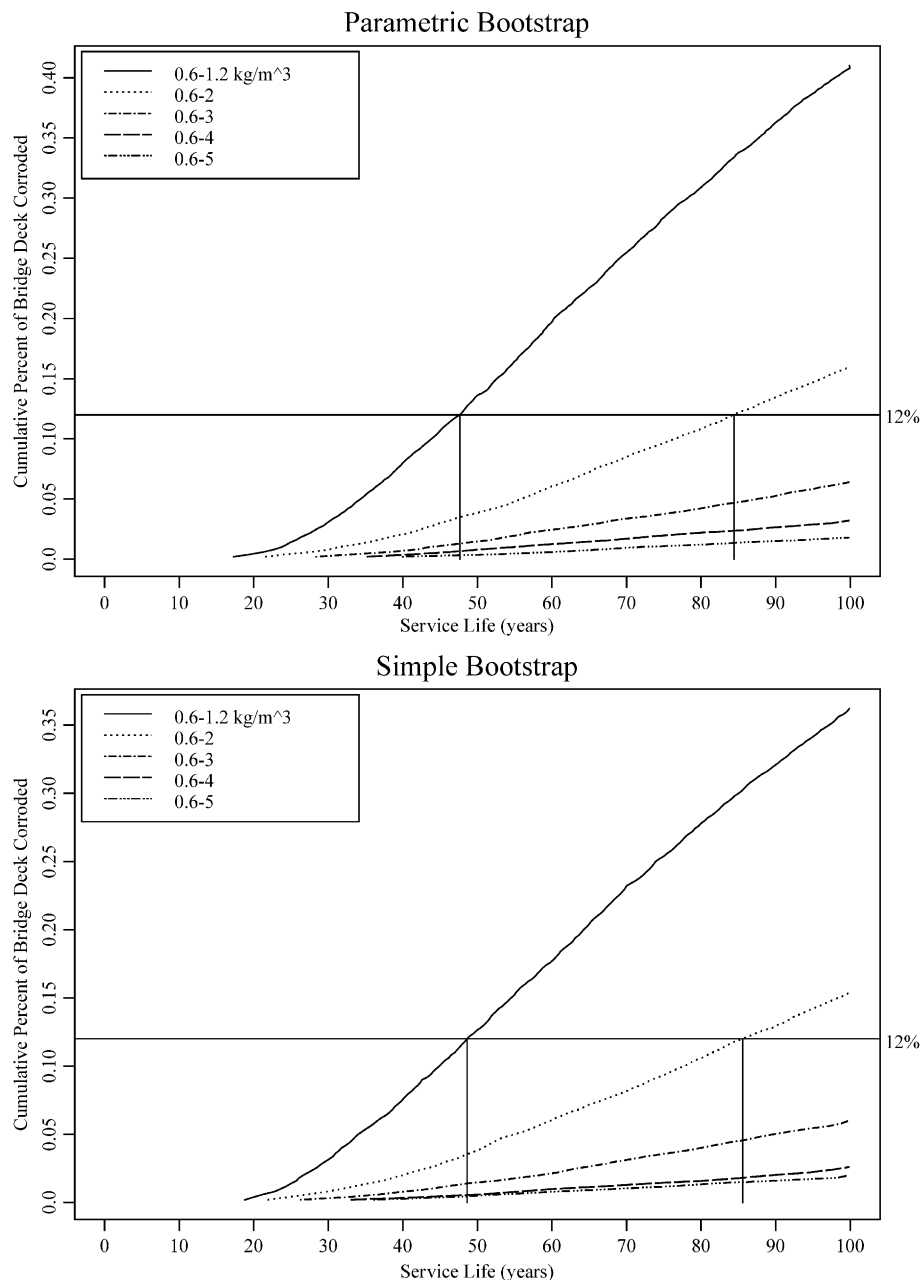 Parametric Bootstrap
0.6-1.2 kg/m^3
0.6-2
0.6-3
0.6-4
0.6-5
Cumulative Percent of Bridge Deck Corroded
0.40
0.35
0.30
0.25
0.20
0.15
0.10
0.05
0.0
12%
0 10 20 30 40 50 60 70 80 90 100
Service Life (years)
Simple Bootstrap
0.6-1.2 kg/m^3
0.6-2
0.6-3
0.6-4
0.6-5
Cumulative Percent of Bridge Deck Corroded
0.35
0.30
0.25
0.20
0.15
0.10
0.05
0.0
12%
0 10 20 30 40 50 60 70 80 90 100
Service Life (years)